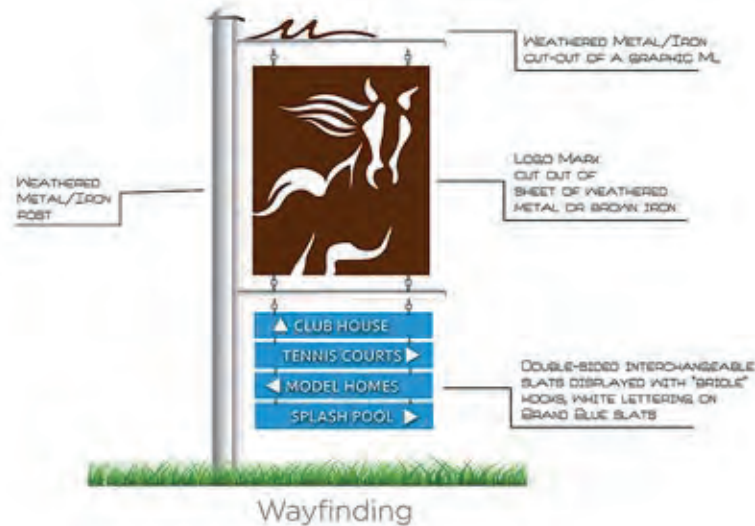 WEATHERED METAL/IRON
CUT-OUT OF A GRAPHIC ML
WEATHERED
METAL/IRON
POST
LOGO MARK
CUT OUT OF
SHEET OF WEATHERED
METAL OR BROWN IRON
CLUB HOUSE
TENNIS COURTS
MODEL HOMES
SPLASH POOL
DOUBLE-SIDED INTERCHANGEABLE
SLATS DISPLAYED WITH "BRIDLE"
HOOKS, WHITE LETTERING ON
BRAND BLUE SLATS
Wayfinding